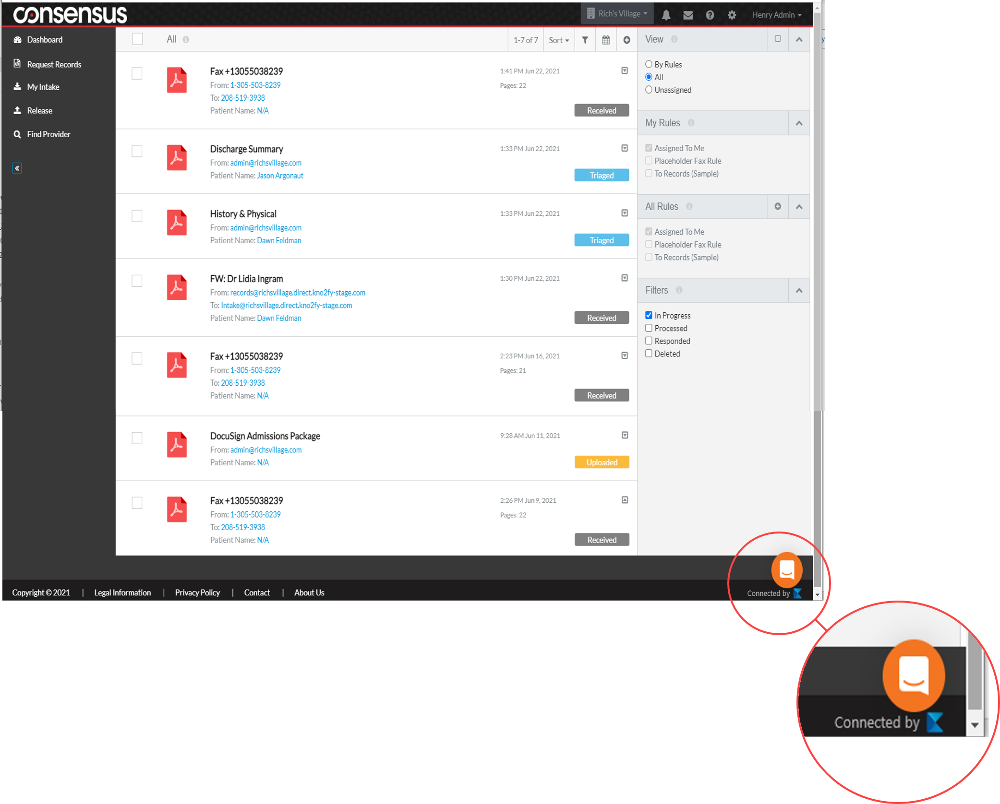 consensus
Rich's Village
Henry Admin
Dashboard
Request Records
My Intake
Release
Find Provider
All
1-7 of 7
Sort
Fax +13055038239
From: 1-305-503-8239
To: 208-519-3938
Patient Name: N/A
1:41 PM Jun 22, 2021
Pages: 22
Received
Discharge Summary
From: admin@richsvillage.com
Patient Name: Jason Argonaut
1:33 PM Jun 22, 2021
Triaged
History & Physical
From: admin@richsvillage.com
Patient Name: Dawn Feldman
1:33 PM Jun 22, 2021
Triaged
FW: Dr Lidia Ingram
From: records@richsvillage.direct.kno2fy-stage.com
To: Intake@richsvillage.direct.kno2fy-stage.com
Patient Name: Dawn Feldman
1:30 PM Jun 22, 2021
Received
Fax +13055038239
From: 1-305-503-8239
To: 208-519-3938
Patient Name: N/A
2:23 PM Jun 16, 2021
Pages: 21
Received
DocuSign Admissions Package
From: admin@richsvillage.com
Patient Name: N/A
9:28 AM Jun 11, 2021
Uploaded
Fax +13055038239
From: 1-305-503-8239
To: 208-519-3938
Patient Name: N/A
2:26 PM Jun 9, 2021
Pages: 22
Received
View
By Rules
All
Unassigned
My Rules
Assigned To Me
Placeholder Fax Rule
To Records (Sample)
All Rules
Assigned To Me
Placeholder Fax Rule
To Records (Sample)
Filters
In Progress
Processed
Responded
Deleted
Copyright © 2021 | Legal Information | Privacy Policy | Contact | About Us
Connected by
Connected by